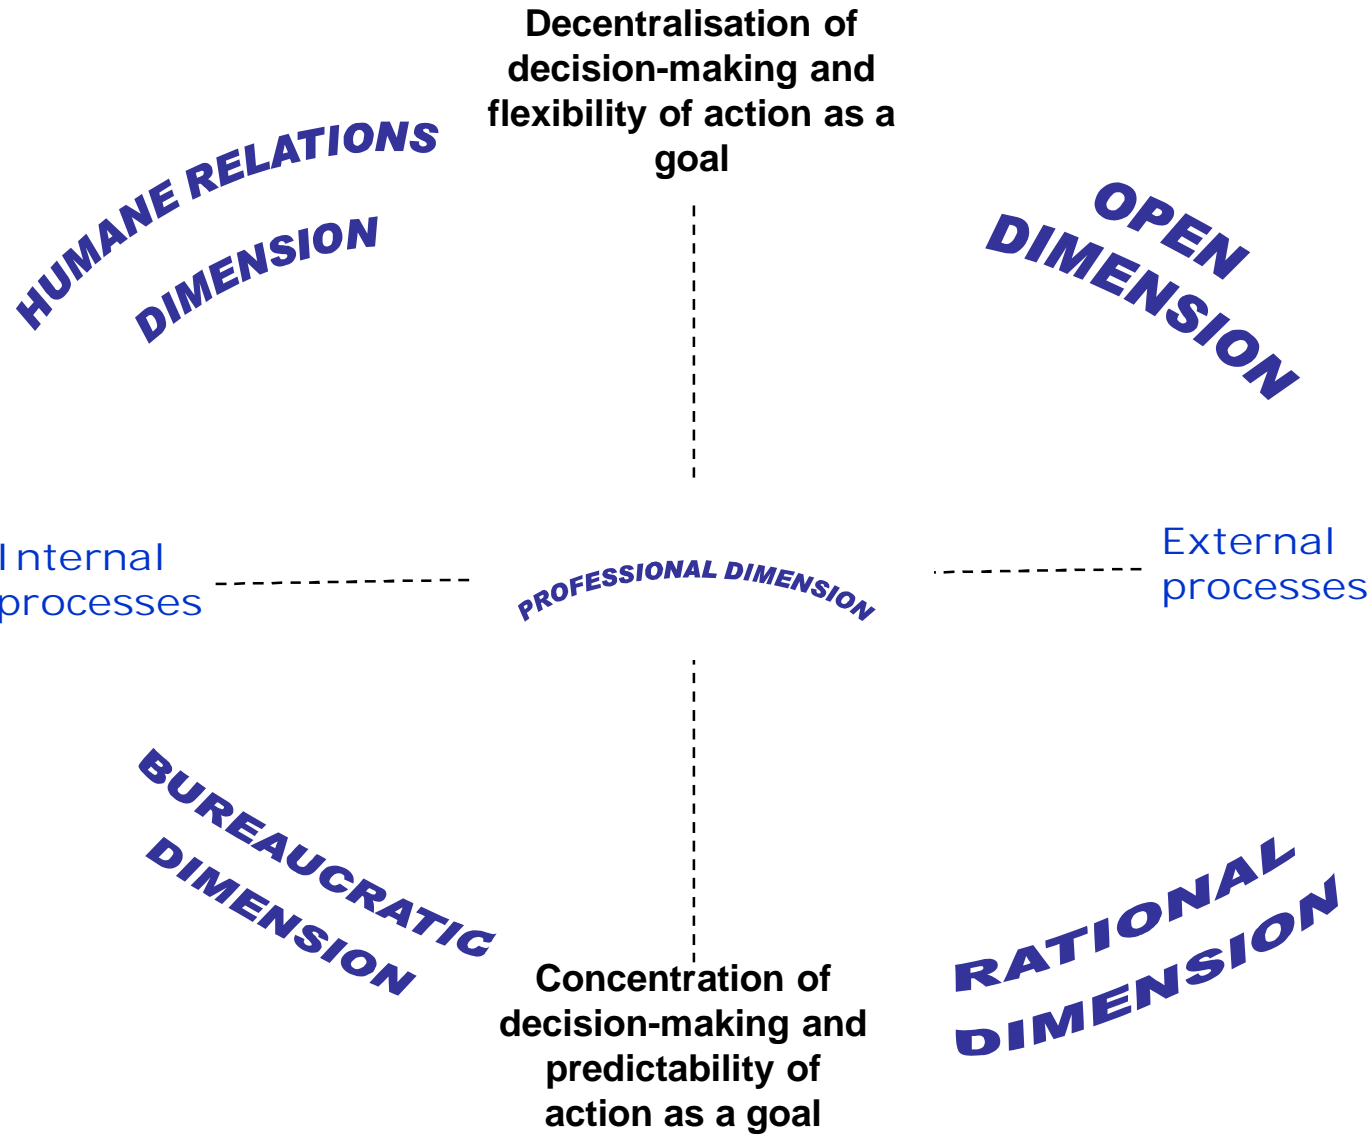 Decentralisation of
decision-making and
flexibility of action as a
goal
HUMANE RELATIONS
DIMENSION
OPEN
DIMENSION
Internal
processes
PROFESSIONAL DIMENSION
External
processes
BUREAUCRATIC
DIMENSION
Concentration of
decision-making and
predictability of
action as a goal
RATIONAL
DIMENSION